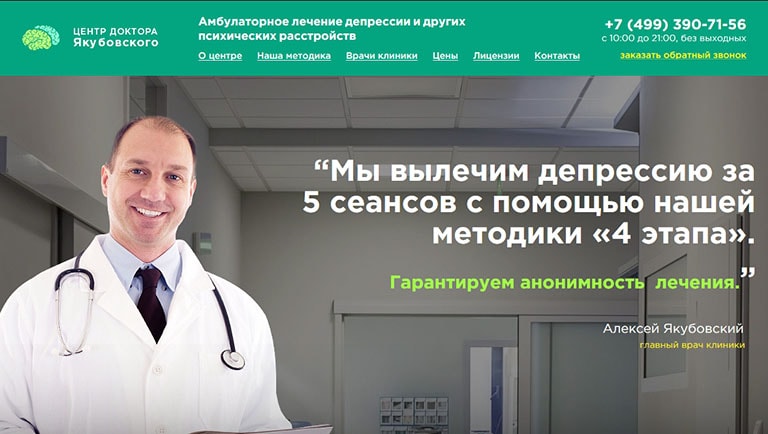 ЦЕНТР ДОКТОРА
Якубовского
Амбулаторное лечение депрессии и других
психических расстройств
О центре Наша методика Врачи клиники Цены Лицензии Контакты
+7 (499) 390-71-56
с 10:00 до 21:00, без выходных
заказать обратный звонок
“Мы вылечим депрессию за
5 сеансов с помощью нашей
методики «4 этапа».
Гарантируем анонимность лечения.”
Алексей Якубовский
главный врач клиники